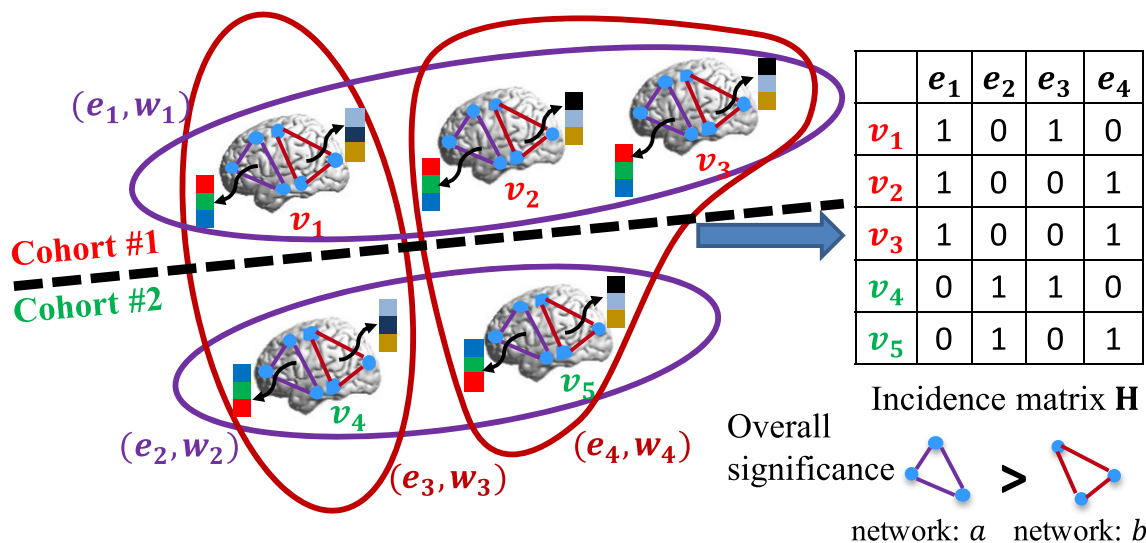 (e₁, w₁)
v₁
v₂
v₃
Cohort #1
Cohort #2
v₄
v₅
(e₂, w₂)
(e₃, w₃)
(e₄, w₄)
e₁ e₂ e₃ e₄
v₁ 1 0 1 0
v₂ 1 0 0 1
v₃ 1 0 0 1
v₄ 0 1 1 0
v₅ 0 1 0 1
Incidence matrix H
Overall
significance
>
network: a network: b